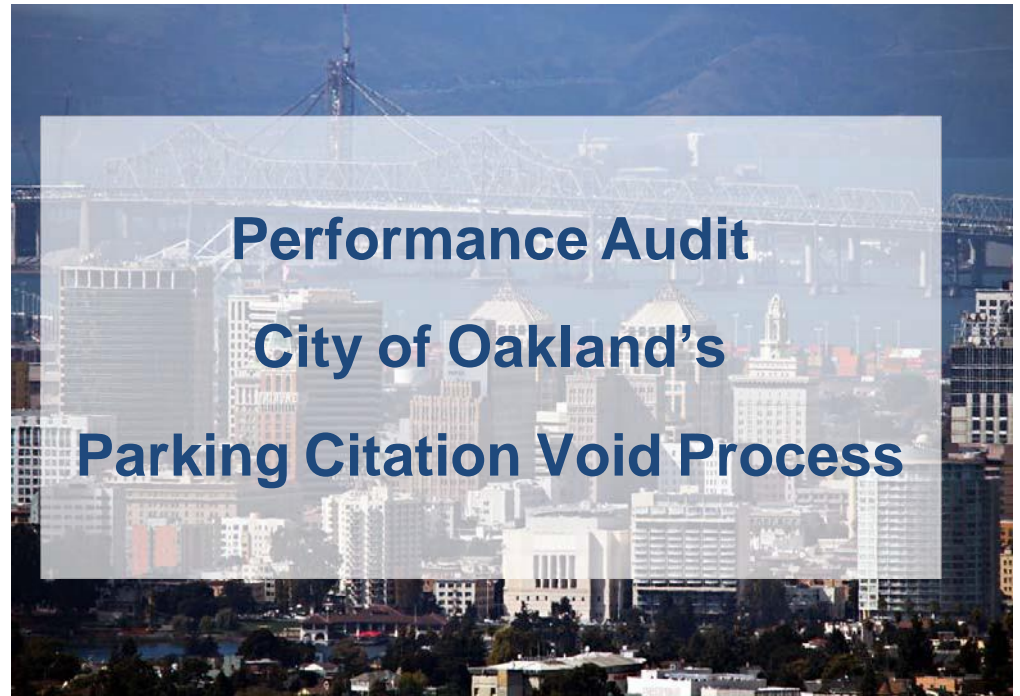 Performance Audit
City of Oakland’s
Parking Citation Void Process